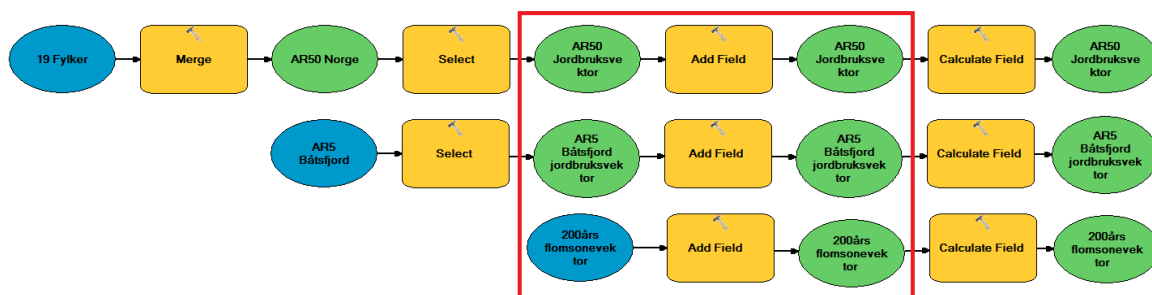 19 Fylker
Merge
AR50 Norge
Select
AR50
Jordbruksve
ktor
Add Field
AR50
Jordbruksve
ktor
Calculate Field
AR50
Jordbruksve
ktor
AR5
Båtsfjord
Select
AR5
Båtsfjord
jordbruksvek
tor
Add Field
AR5
Båtsfjord
jordbruksvek
tor
Calculate Field
AR5
Båtsfjord
jordbruksvek
tor
200års
flomsonevek
tor
Add Field
200års
flomsonevek
tor
Calculate Field
200års
flomsonevek
tor